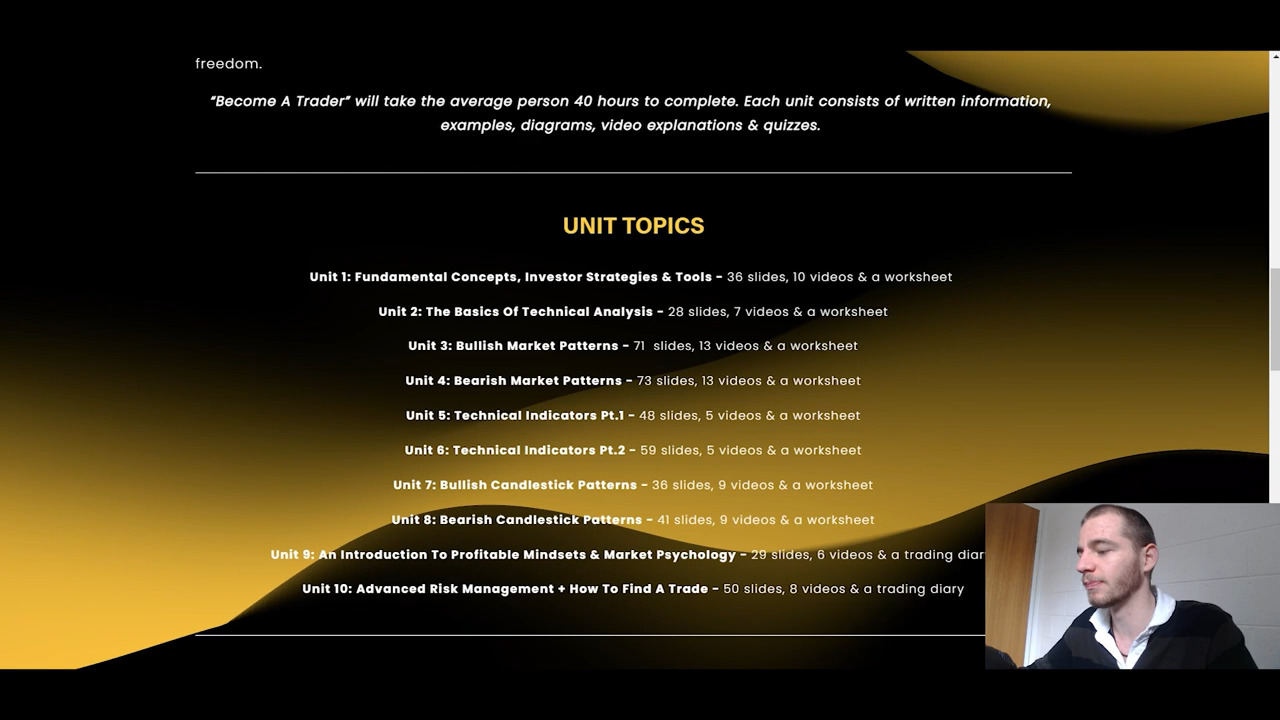 freedom.
“Become A Trader” will take the average person 40 hours to complete. Each unit consists of written information,
examples, diagrams, video explanations & quizzes.
UNIT TOPICS
Unit 1: Fundamental Concepts, Investor Strategies & Tools - 36 slides, 10 videos & a worksheet
Unit 2: The Basics Of Technical Analysis - 28 slides, 7 videos & a worksheet
Unit 3: Bullish Market Patterns - 71 slides, 13 videos & a worksheet
Unit 4: Bearish Market Patterns - 73 slides, 13 videos & a worksheet
Unit 5: Technical Indicators Pt.1 - 48 slides, 5 videos & a worksheet
Unit 6: Technical Indicators Pt.2 - 59 slides, 5 videos & a worksheet
Unit 7: Bullish Candlestick Patterns - 36 slides, 9 videos & a worksheet
Unit 8: Bearish Candlestick Patterns - 41 slides, 9 videos & a worksheet
Unit 9: An Introduction To Profitable Mindsets & Market Psychology - 29 slides, 6 videos & a trading diar
Unit 10: Advanced Risk Management + How To Find A Trade - 50 slides, 8 videos & a trading diary